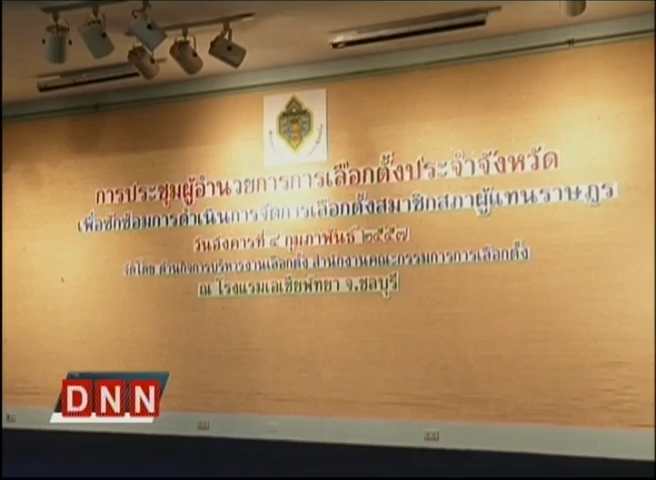 การประชุมผู้อำนวยการการเลือกตั้งประจำจังหวัด
เพื่อซักซ้อมการดำเนินการจัดการเลือกตั้งสมาชิกสภาผู้แทนราษฎร
วันอังคารที่ ๔ กุมภาพันธ์ ๒๕๕๗
จัดโดย ด้านกิจการบริหารงานเลือกตั้ง สำนักงานคณะกรรมการการเลือกตั้ง
ณ โรงแรมเอเชียพัทยา จ.ชลบุรี
DNN